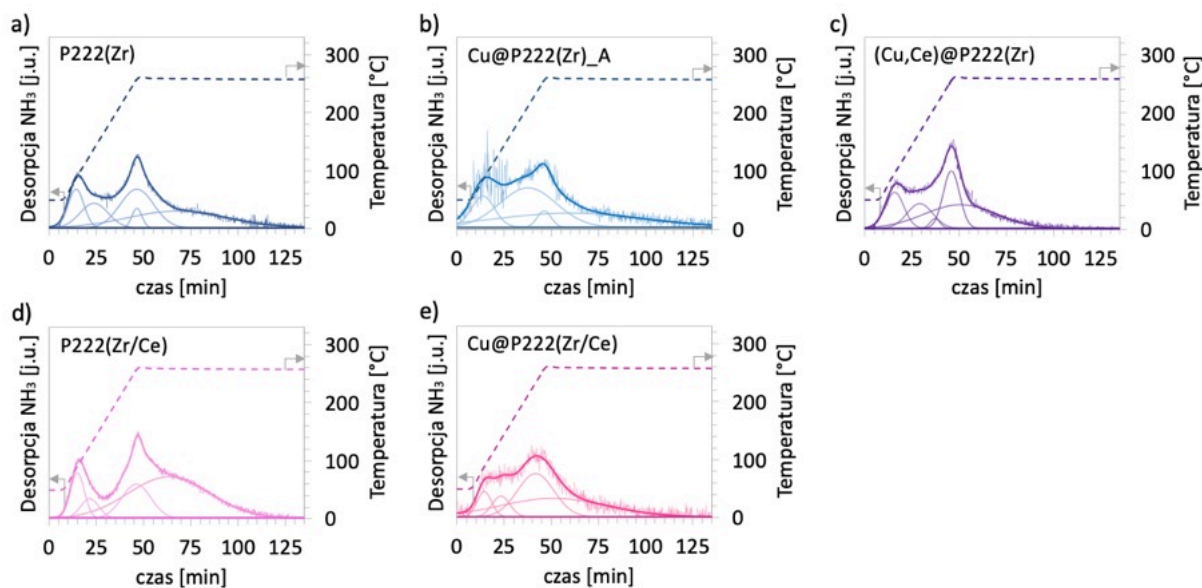 a)
P222(Zr)
Desorpcja NH₃ [j.u.]
300
200
100
0
Temperatura [°C]
0 25 50 75 100 125
czas [min]
b)
Cu@P222(Zr)_A
Desorpcja NH₃ [j.u.]
300
200
100
0
Temperatura [°C]
0 25 50 75 100 125
czas [min]
c)
(Cu,Ce)@P222(Zr)
Desorpcja NH₃ [j.u.]
300
200
100
0
Temperatura [°C]
0 25 50 75 100 125
czas [min]
d)
P222(Zr/Ce)
Desorpcja NH₃ [j.u.]
300
200
100
0
Temperatura [°C]
0 25 50 75 100 125
czas [min]
e)
Cu@P222(Zr/Ce)
Desorpcja NH₃ [j.u.]
300
200
100
0
Temperatura [°C]
0 25 50 75 100 125
czas [min]